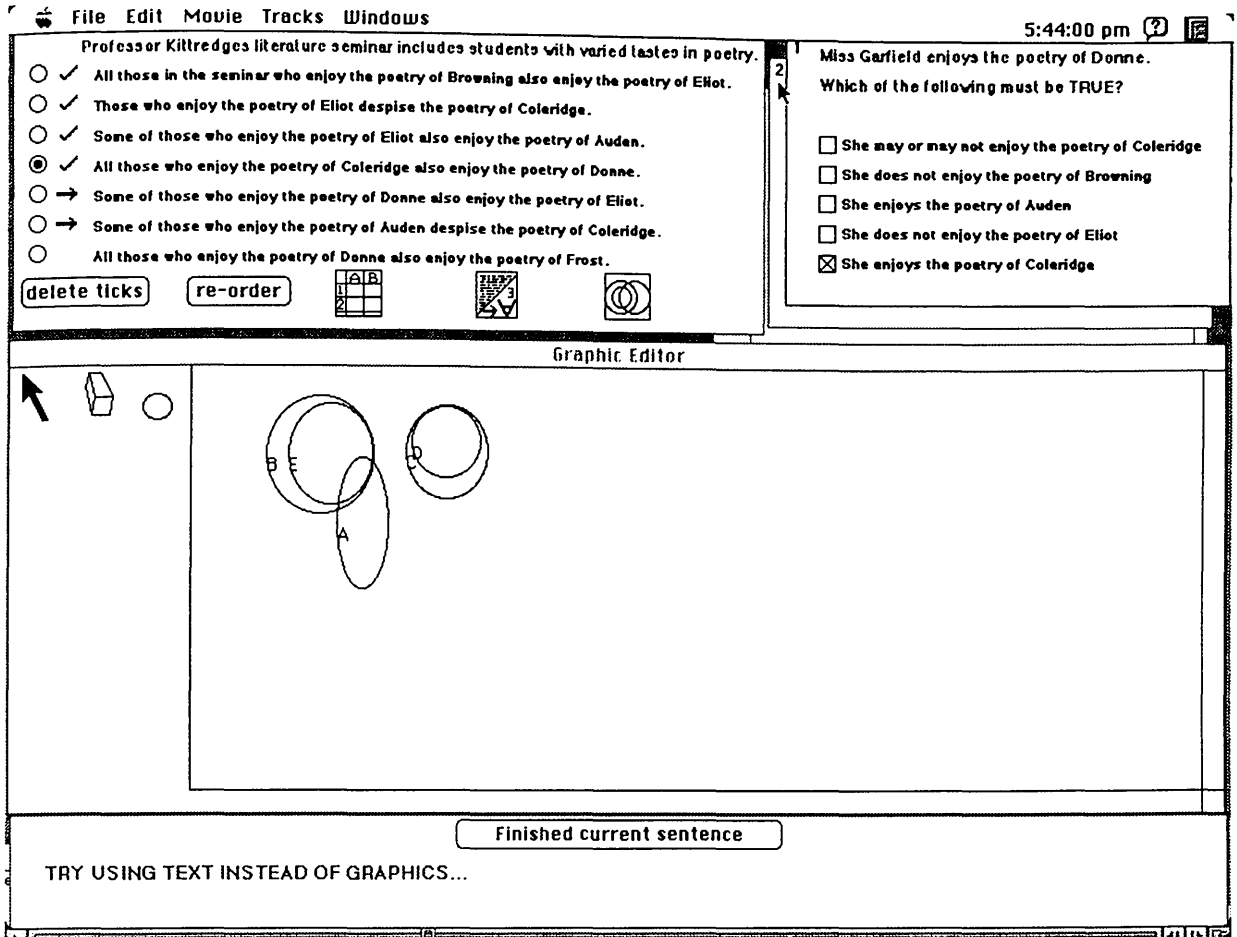 File Edit Movie Tracks Windows
5:44:00 pm
Professor Kittredges literature seminar includes students with varied tastes in poetry.
All those in the seminar who enjoy the poetry of Browning also enjoy the poetry of Eliot.
Those who enjoy the poetry of Eliot despise the poetry of Coleridge.
Some of those who enjoy the poetry of Eliot also enjoy the poetry of Auden.
All those who enjoy the poetry of Coleridge also enjoy the poetry of Donne.
Some of those who enjoy the poetry of Donne also enjoy the poetry of Eliot.
Some of those who enjoy the poetry of Auden despise the poetry of Coleridge.
All those who enjoy the poetry of Donne also enjoy the poetry of Frost.
delete ticks
re-order
A B
1
2
3
2
Miss Garfield enjoys the poetry of Donne.
Which of the following must be TRUE?
She may or may not enjoy the poetry of Coleridge
She does not enjoy the poetry of Browning
She enjoys the poetry of Auden
She does not enjoy the poetry of Eliot
She enjoys the poetry of Coleridge
Graphic Editor
B E
D
C
A
Finished current sentence
TRY USING TEXT INSTEAD OF GRAPHICS...